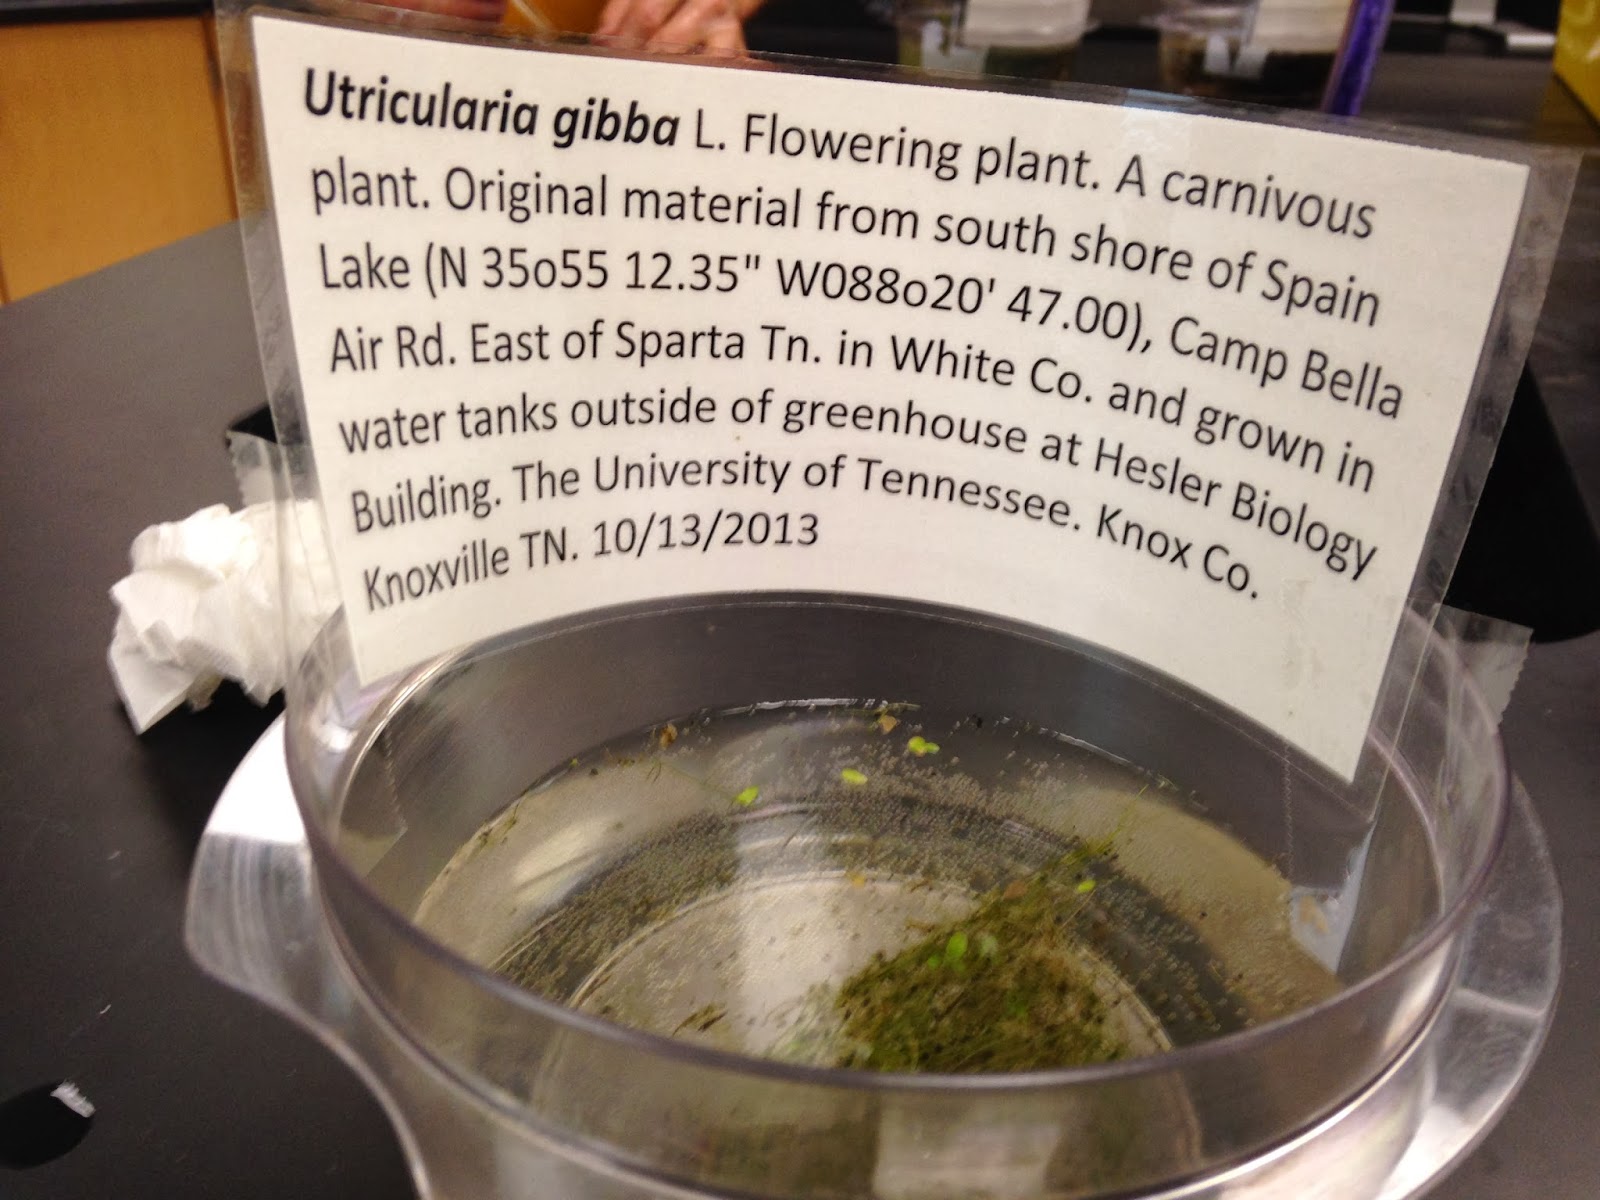 Utricularia gibba L. Flowering plant. A carnivous
plant. Original material from south shore of Spain
Lake (N 35o55 12.35" W088o20' 47.00), Camp Bella
Air Rd. East of Sparta Tn. in White Co. and grown in
water tanks outside of greenhouse at Hesler Biology
Building. The University of Tennessee. Knox Co.
Knoxville TN. 10/13/2013